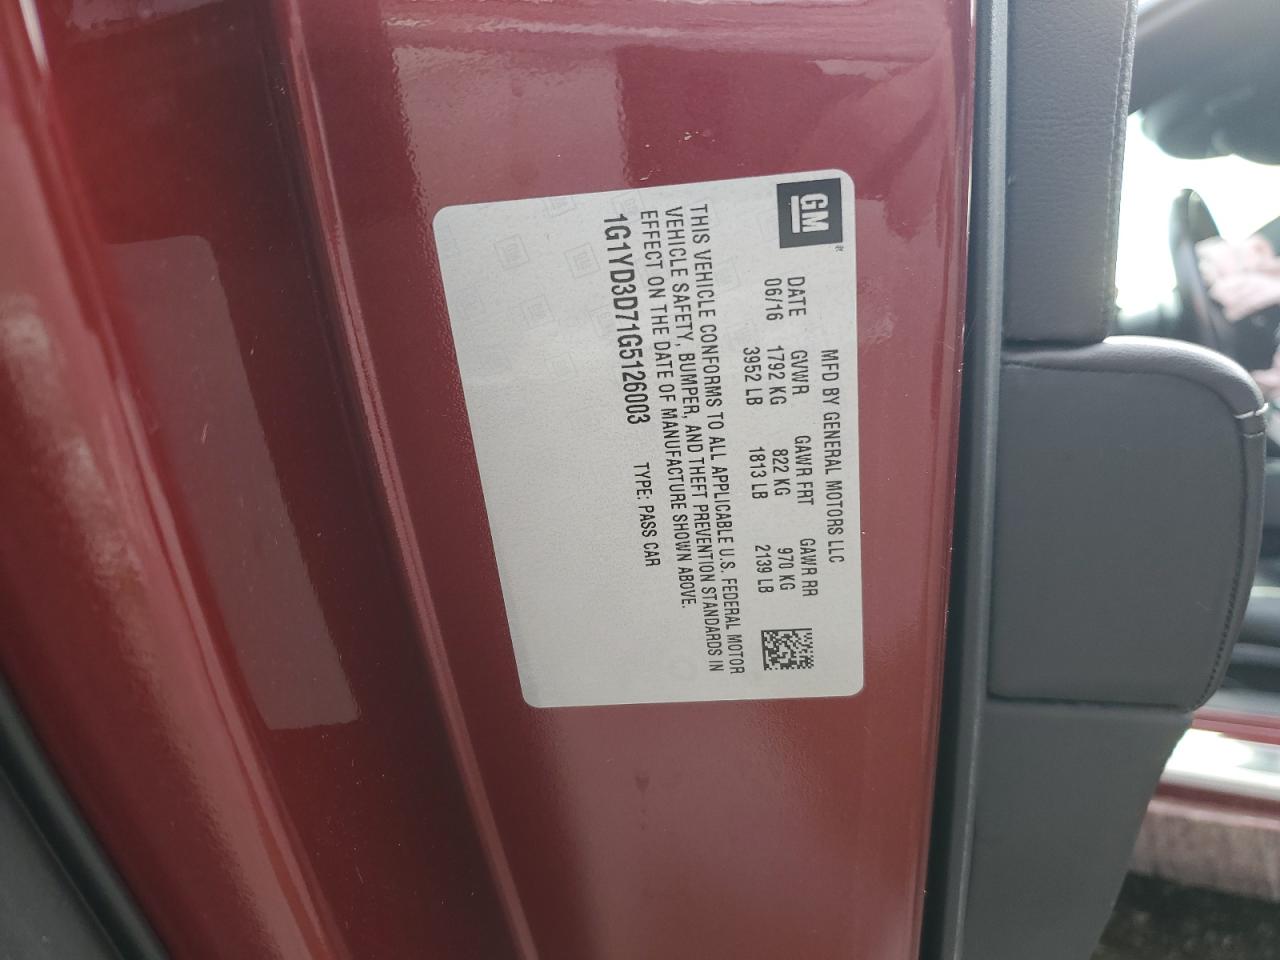 GM
MFD BY GENERAL MOTORS LLC
DATE GVWR GAWR FRT GAWR RR
06/16 1792 KG 822 KG 970 KG
3952 LB 1813 LB 2139 LB
THIS VEHICLE CONFORMS TO ALL APPLICABLE U.S. FEDERAL MOTOR
VEHICLE SAFETY, BUMPER, AND THEFT PREVENTION STANDARDS IN
EFFECT ON THE DATE OF MANUFACTURE SHOWN ABOVE.
1G1YD3D71G5126003 TYPE: PASS CAR